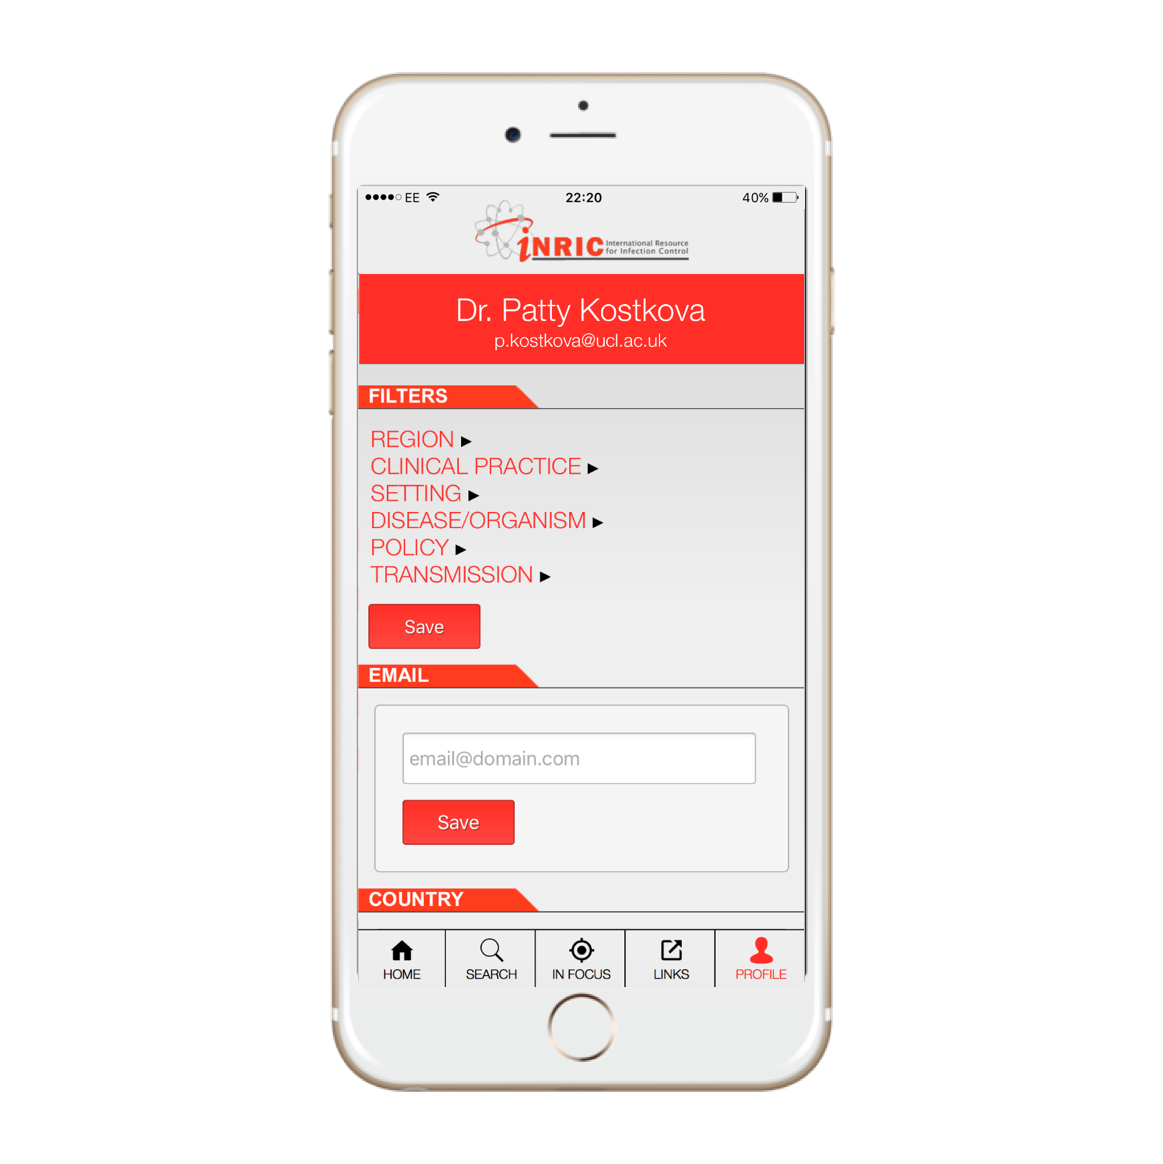 EE 22:20 40%
iNRIC International Resource
for Infection Control
Dr. Patty Kostkova
p.kostkova@ucl.ac.uk
FILTERS
REGION ►
CLINICAL PRACTICE ►
SETTING ►
DISEASE/ORGANISM ►
POLICY ►
TRANSMISSION ►
Save
EMAIL
email@domain.com
Save
COUNTRY
HOME SEARCH IN FOCUS LINKS PROFILE